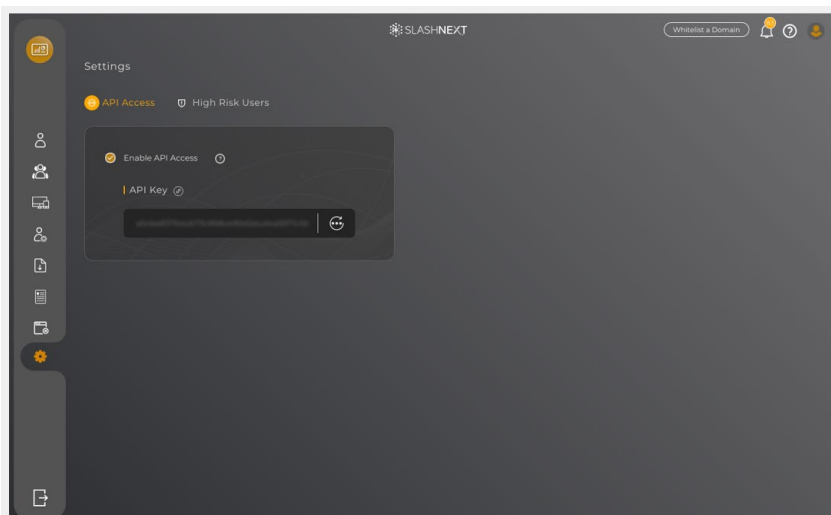 SLASHNEXT
Whitelist a Domain
Settings
API Access
High Risk Users
Enable API Access
API Key